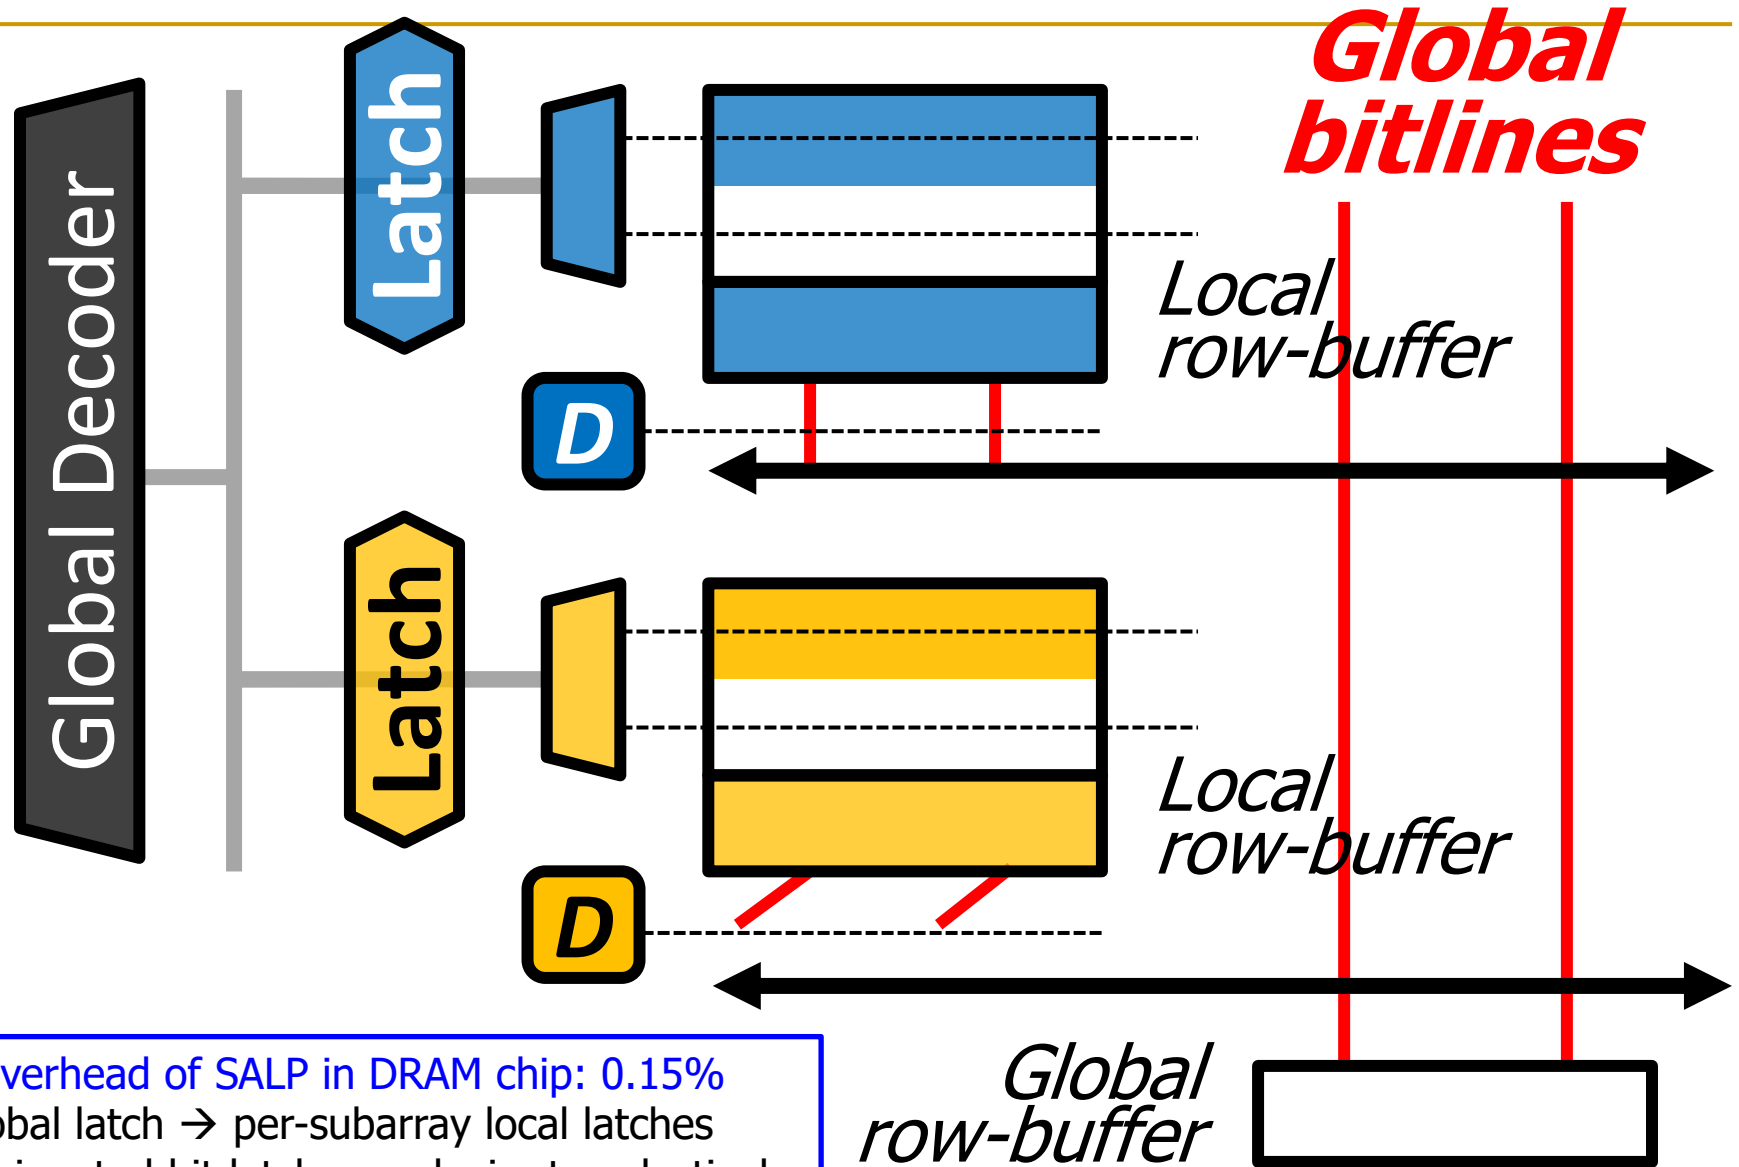 Global
bitlines
Global Decoder
Latch
Local
row-buffer
D
Latch
Local
row-buffer
D
verhead of SALP in DRAM chip: 0.15%
bal latch → per-subarray local latches
Global
row-buffer